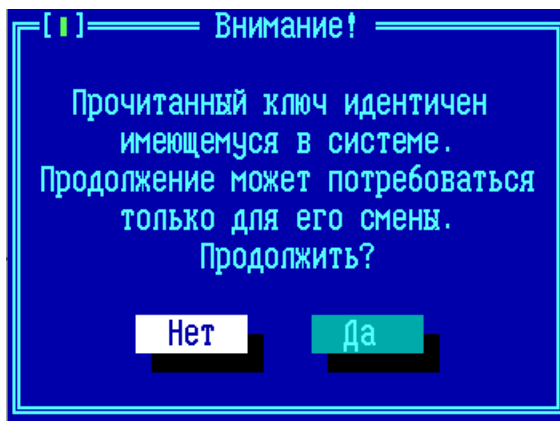 Внимание!
Прочитанный ключ идентичен
имеющемуся в системе.
Продолжение может потребоваться
только для его смены.
Продолжить?
Нет
Да